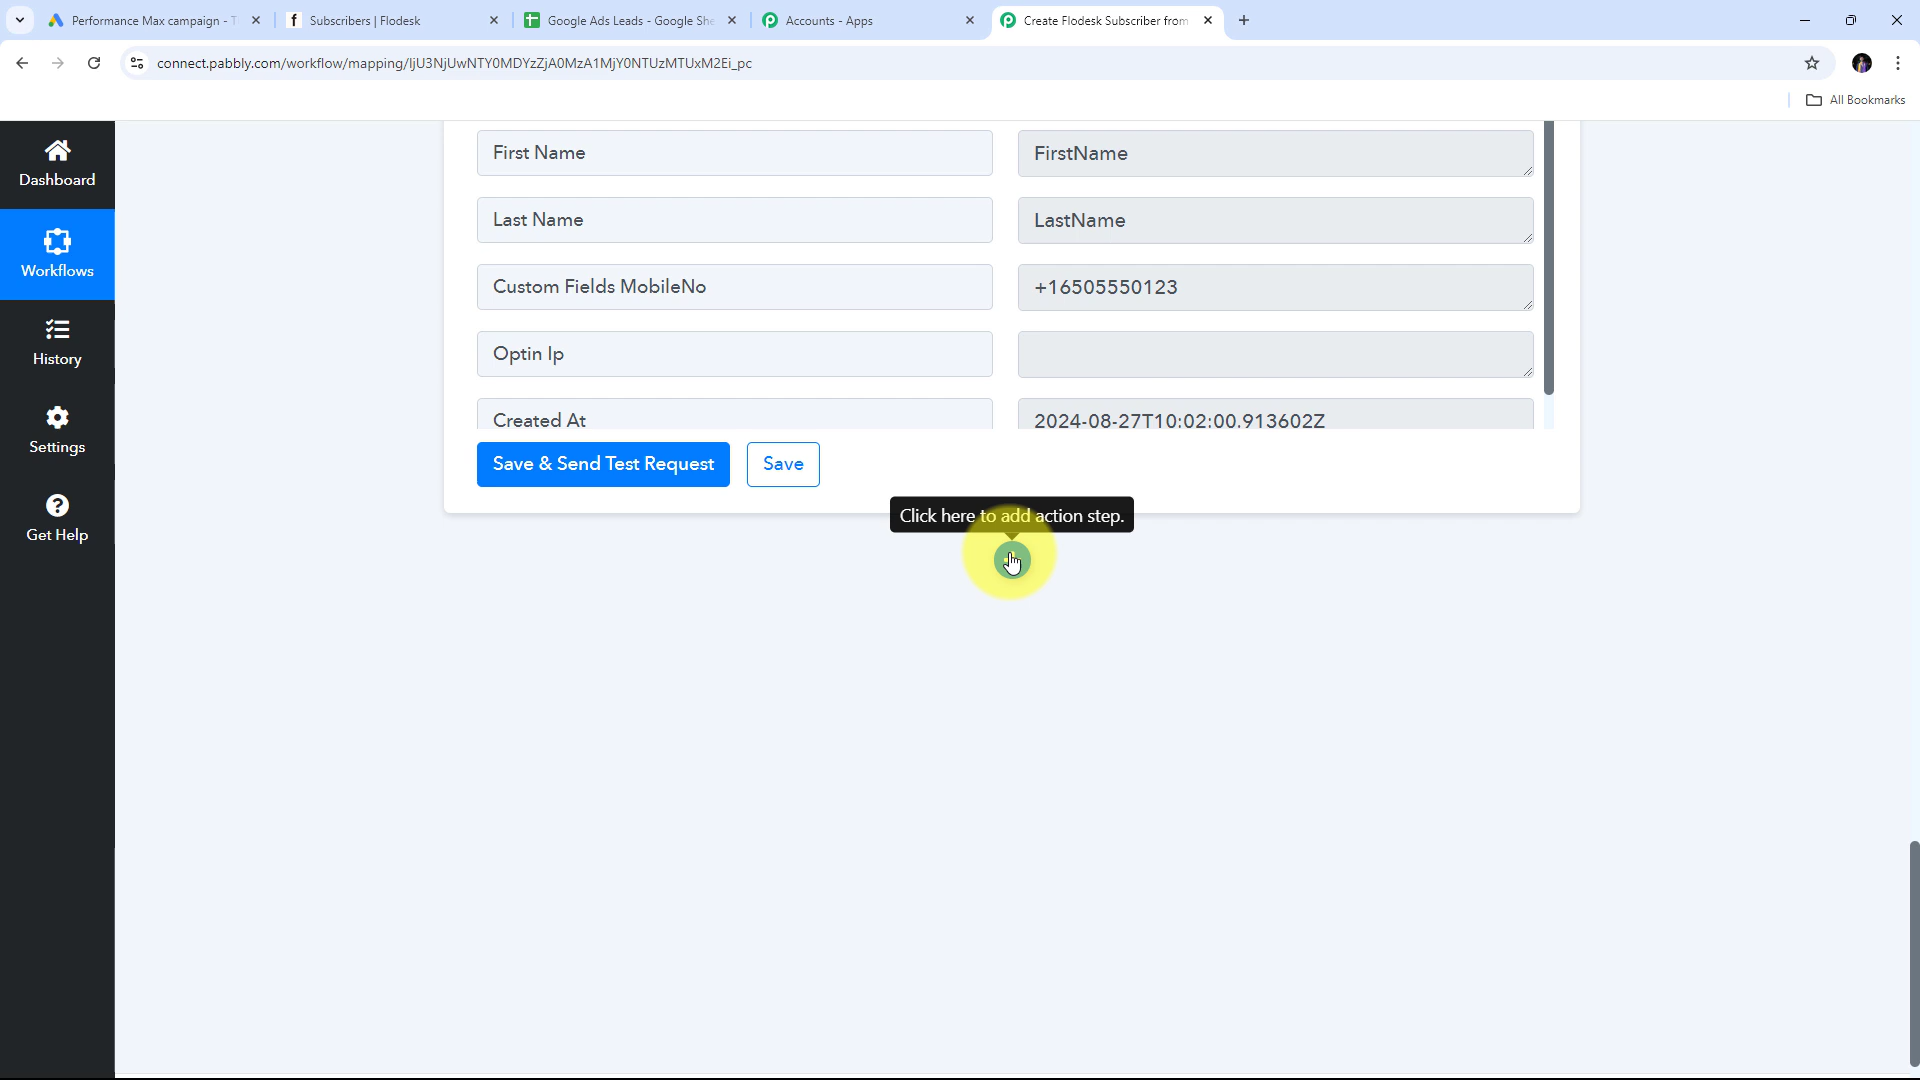 Performance Max campaign - T
Subscribers | Flodesk
Google Ads Leads - Google She
Accounts - Apps
Create Flodesk Subscriber from
connect.pabbly.com/workflow/mapping/IjU3NjUwNTY0MDYzZjA0MzA1MjY0NTUzMTUxM2Ei_pc
All Bookmarks
Dashboard
Workflows
History
Settings
Get Help
First Name
FirstName
Last Name
LastName
Custom Fields MobileNo
+16505550123
Optin Ip
Created At
2024-08-27T10:02:00.913602Z
Save & Send Test Request
Save
Click here to add action step.